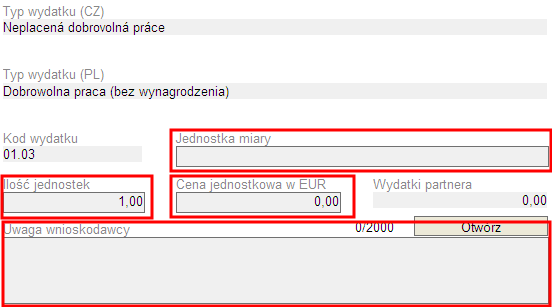 Typ wydatku (CZ)
Neplacená dobrovolná práce
Typ wydatku (PL)
Dobrowolna praca (bez wynagrodzenia)
Kod wydatku Jednostka miary
01.03
Ilość jednostek Cena jednostkowa w EUR Wydatki partnera
1,00 0,00 0,00
Uwaga wnioskodawcy 0/2000 Otwórz